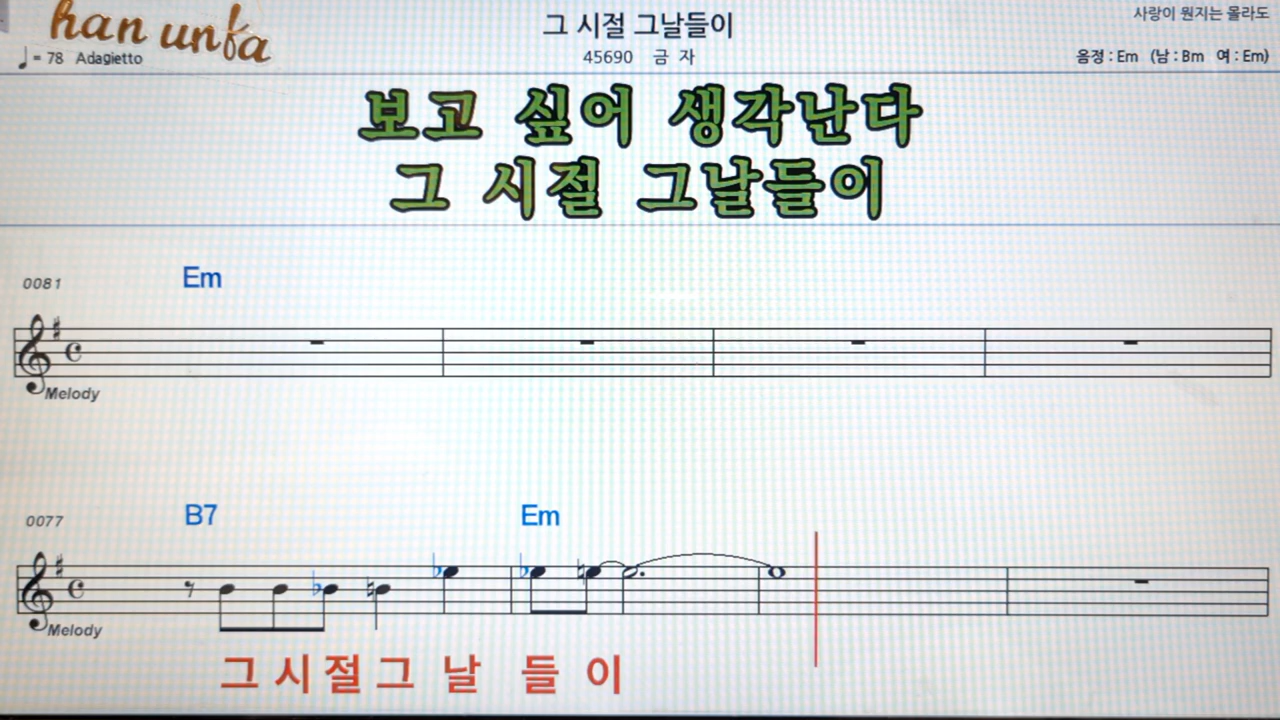 han unfa
그 시절 그날들이
사랑이 뭔지는 몰라도
♩= 78 Adagietto
45690 금 자
음정 : Em (남 : Bm 여 : Em)
보고 싶어 생각난다
그 시절 그날들이
0081 Em
Melody
0077 B7 Em
Melody
그 시 절 그 날 들 이